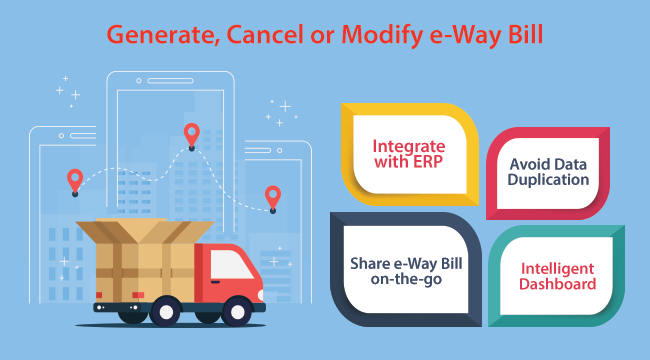 Generate, Cancel or Modify e-Way Bill
Integrate
with ERP
Avoid Data
Duplication
Share e-Way Bill
on-the-go
Intelligent
Dashboard